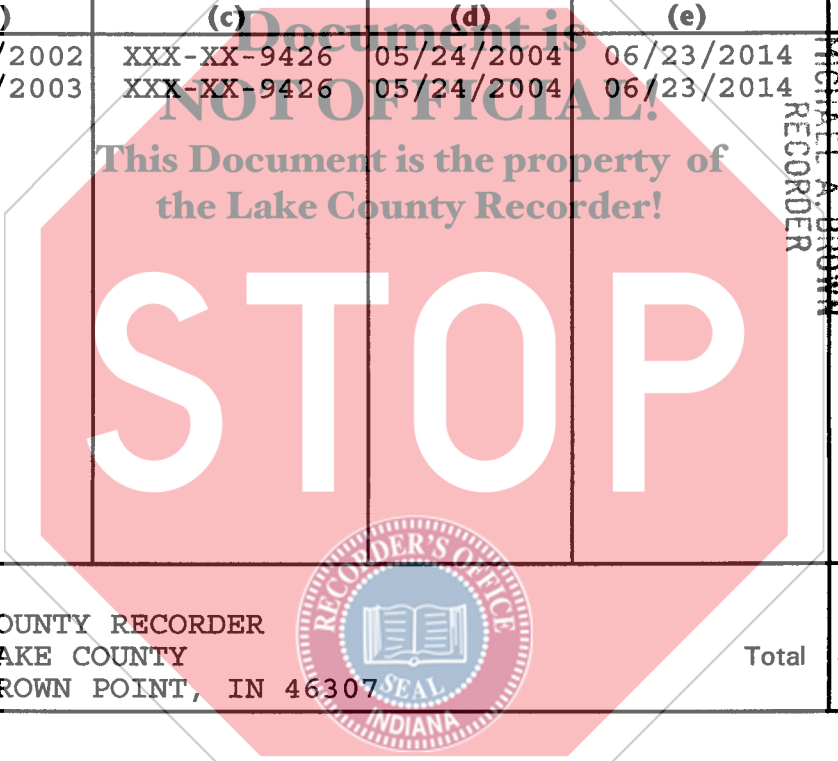 ) (c) (d) (e)
/2002 XXX-XX-9426 05/24/2004 06/23/2014
/2003 XXX-XX-9426 05/24/2004 06/23/2014
Document is
NOT OFFICIAL!
This Document is the property of
the Lake County Recorder!
STOP
MICHAEL A. BROWN
RECORDER
OUNTY RECORDER
AKE COUNTY
ROWN POINT, IN 46307
Total
RECORDER'S OFFICE
SEAL
INDIANA